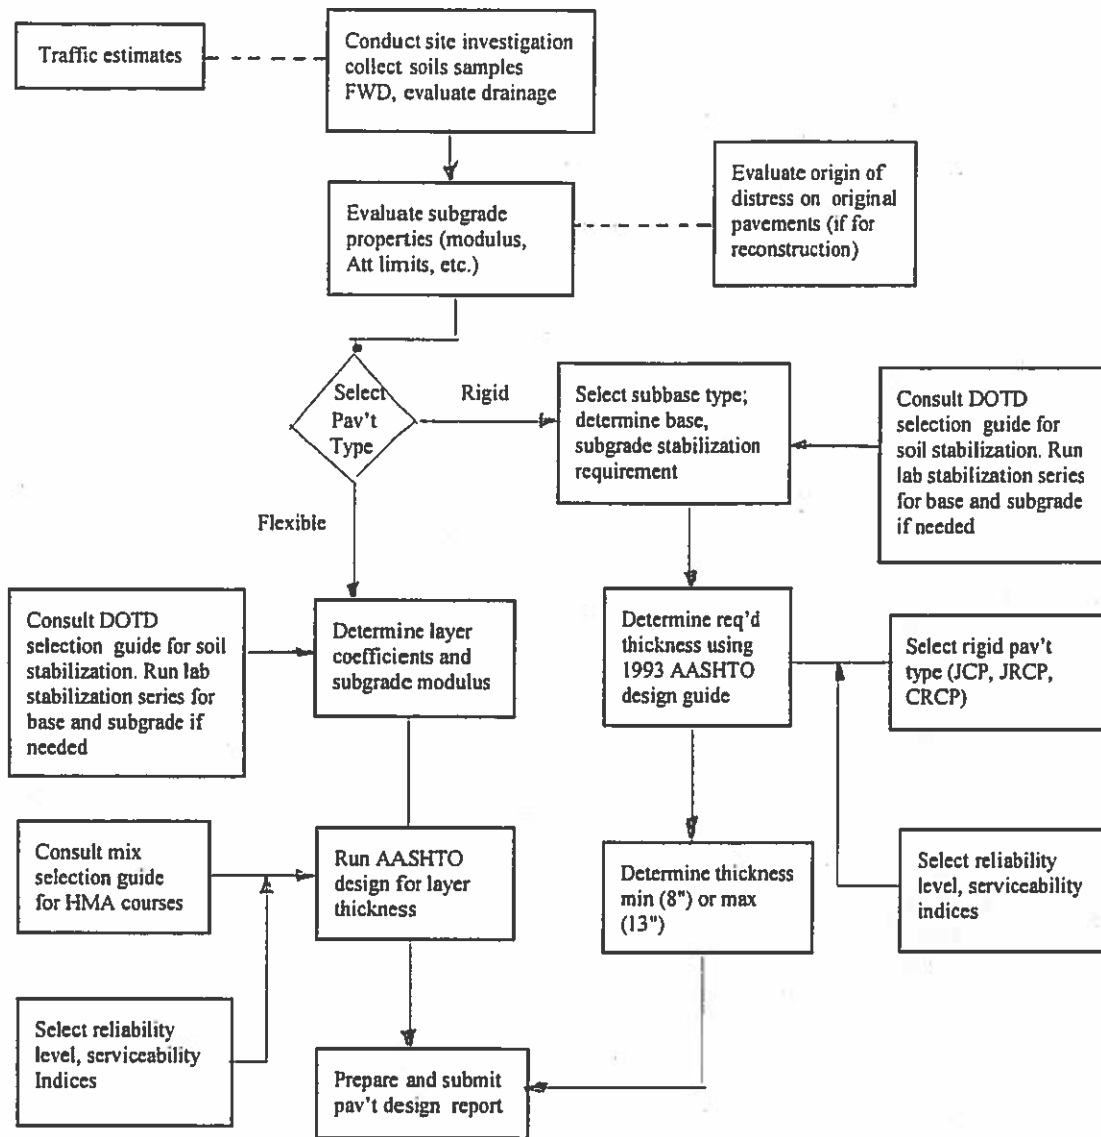 Traffic estimates
Conduct site investigation
collect soils samples
FWD, evaluate drainage
Evaluate subgrade
properties (modulus,
Att limits, etc.)
Evaluate origin of
distress on original
pavements (if for
reconstruction)
Select
Pav't
Type
Rigid
Select subbase type;
determine base,
subgrade stabilization
requirement
Consult DOTD
selection guide for
soil stabilization. Run
lab stabilization series
for base and subgrade
if needed
Flexible
Consult DOTD
selection guide for soil
stabilization. Run lab
stabilization series for
base and subgrade if
needed
Determine layer
coefficients and
subgrade modulus
Determine req'd
thickness using
1993 AASHTO
design guide
Select rigid pav't
type (JCP, JRCP,
CRCP)
Consult mix
selection guide
for HMA courses
Run AASHTO
design for layer
thickness
Determine thickness
min (8") or max
(13")
Select reliability
level, serviceability
indices
Select reliability
level, serviceability
Indices
Prepare and submit
pav't design report